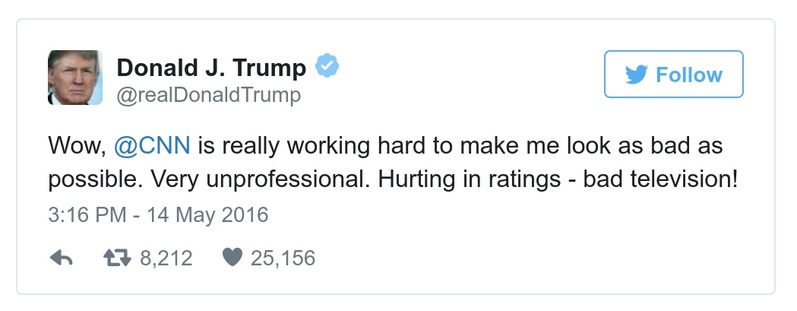 Donald J. Trump
@realDonaldTrump
Follow
Wow, @CNN is really working hard to make me look as bad as
possible. Very unprofessional. Hurting in ratings - bad television!
3:16 PM - 14 May 2016
8,212 25,156